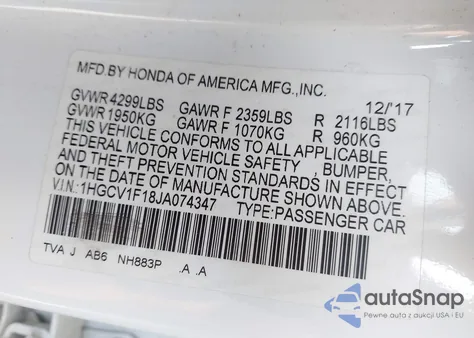 MFD.BY HONDA OF AMERICA MFG.,INC.
12/'17
GVWR 4299LBS GAWR F 2359LBS R 2116LBS
GVWR 1950KG GAWR F 1070KG R 960KG
THIS VEHICLE CONFORMS TO ALL APPLICABLE
FEDERAL MOTOR VEHICLE SAFETY , BUMPER,
AND THEFT PREVENTION STANDARDS IN EFFECT
ON THE DATE OF MANUFACTURE SHOWN ABOVE.
V.I.N.:1HGCV1F18JA074347 TYPE:PASSENGER CAR
TVA J AB6 NH883P .A .A
autoSnap
Pewne auto z USA i EU